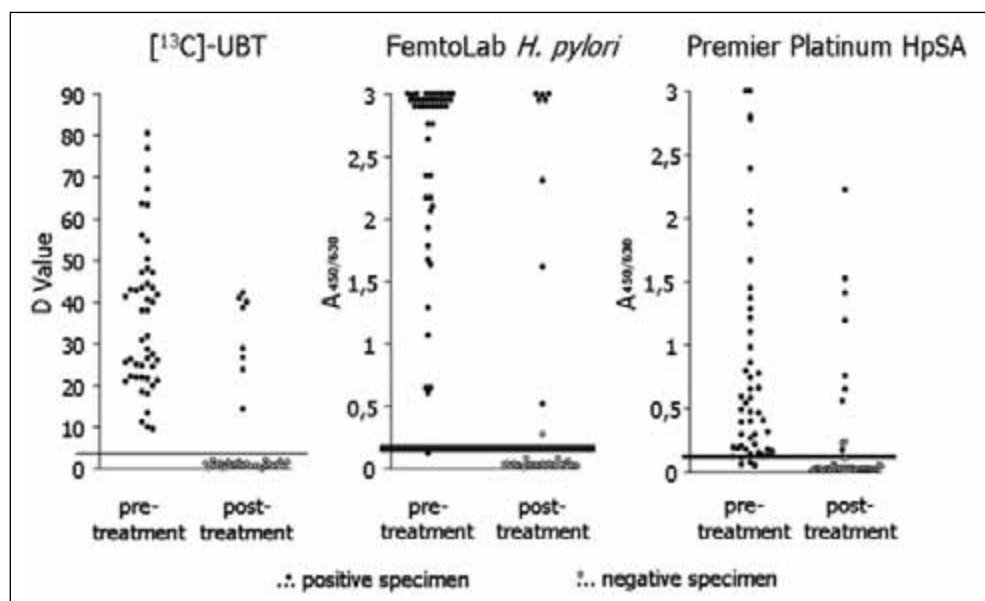 [¹³C]-UBT
FemtoLab H. pylori
Premier Platinum HpSA
D Value
90
80
70
60
50
40
30
20
10
0
pre-
treatment
post-
treatment
A450/630
3
2,5
2
1,5
1
0,5
0
pre-
treatment
post-
treatment
A450/630
3
2,5
2
1,5
1
0,5
0
pre-
treatment
post-
treatment
positive specimen
negative specimen